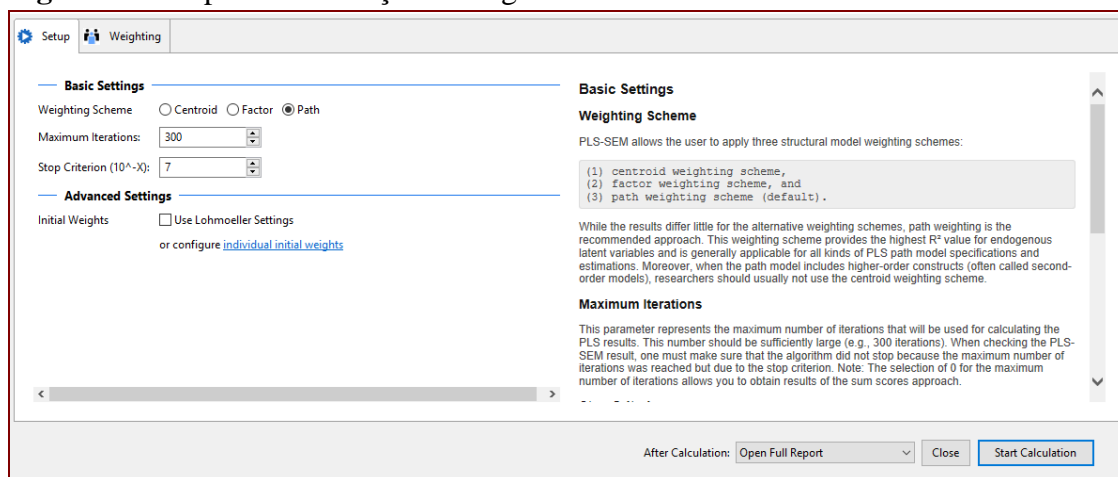 Setup
Weighting
Basic Settings
Weighting Scheme
Centroid
Factor
Path
Maximum Iterations:
300
Stop Criterion (10^-X):
7
Advanced Settings
Initial Weights
Use Lohmoeller Settings
or configure individual initial weights
Basic Settings
Weighting Scheme
PLS-SEM allows the user to apply three structural model weighting schemes:
(1) centroid weighting scheme,
(2) factor weighting scheme, and
(3) path weighting scheme (default).
While the results differ little for the alternative weighting schemes, path weighting is the
recommended approach. This weighting scheme provides the highest R² value for endogenous
latent variables and is generally applicable for all kinds of PLS path model specifications and
estimations. Moreover, when the path model includes higher-order constructs (often called second-
order models), researchers should usually not use the centroid weighting scheme.
Maximum Iterations
This parameter represents the maximum number of iterations that will be used for calculating the
PLS results. This number should be sufficiently large (e.g., 300 iterations). When checking the PLS-
SEM result, one must make sure that the algorithm did not stop because the maximum number of
iterations was reached but due to the stop criterion. Note: The selection of 0 for the maximum
number of iterations allows you to obtain results of the sum scores approach.
After Calculation:
Open Full Report
Close
Start Calculation